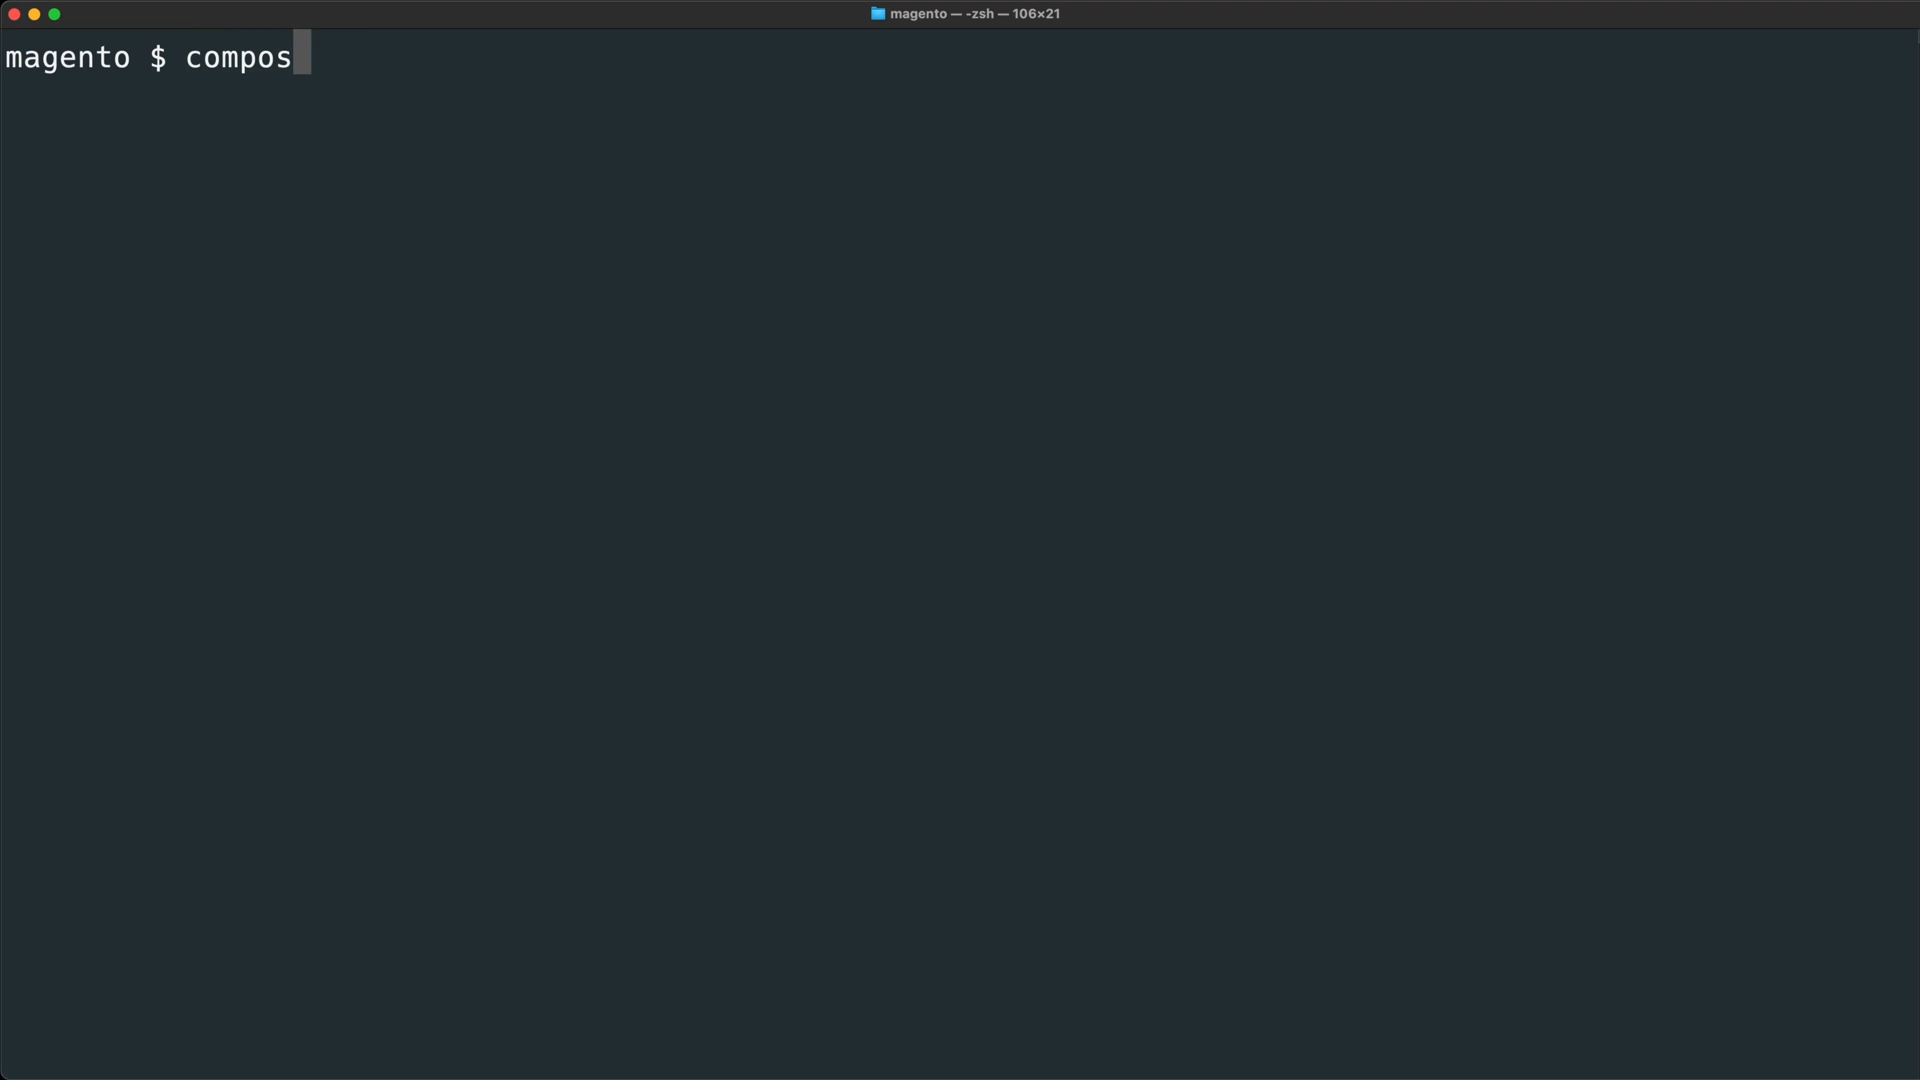 magento — -zsh — 106×21
magento $ compos